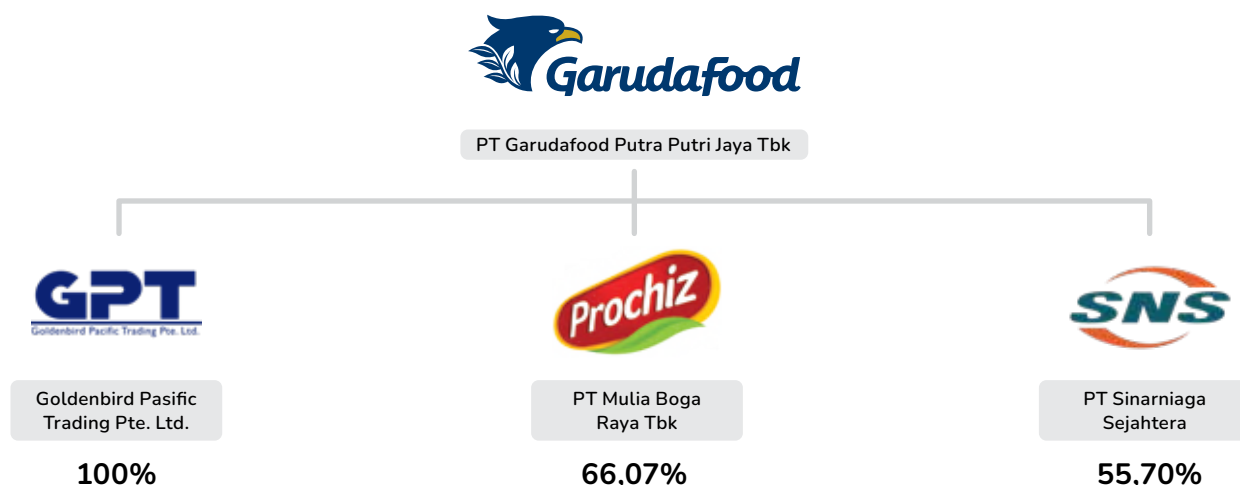 Garudafood
PT Garudafood Putra Putri Jaya Tbk
GPT
Goldenbird Pacific Trading Pte. Ltd.
Prochiz
SNS
Goldenbird Pasific
Trading Pte. Ltd.
PT Mulia Boga
Raya Tbk
PT Sinarniaga
Sejahtera
100%
66,07%
55,70%